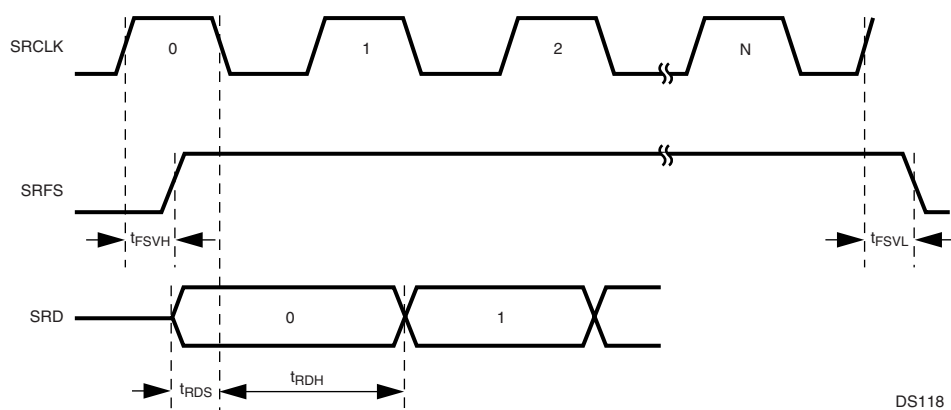 SRCLK 0 1 2 N
SRFS
tFSVH tFSVL
SRD 0 1
tRDS tRDH
DS118